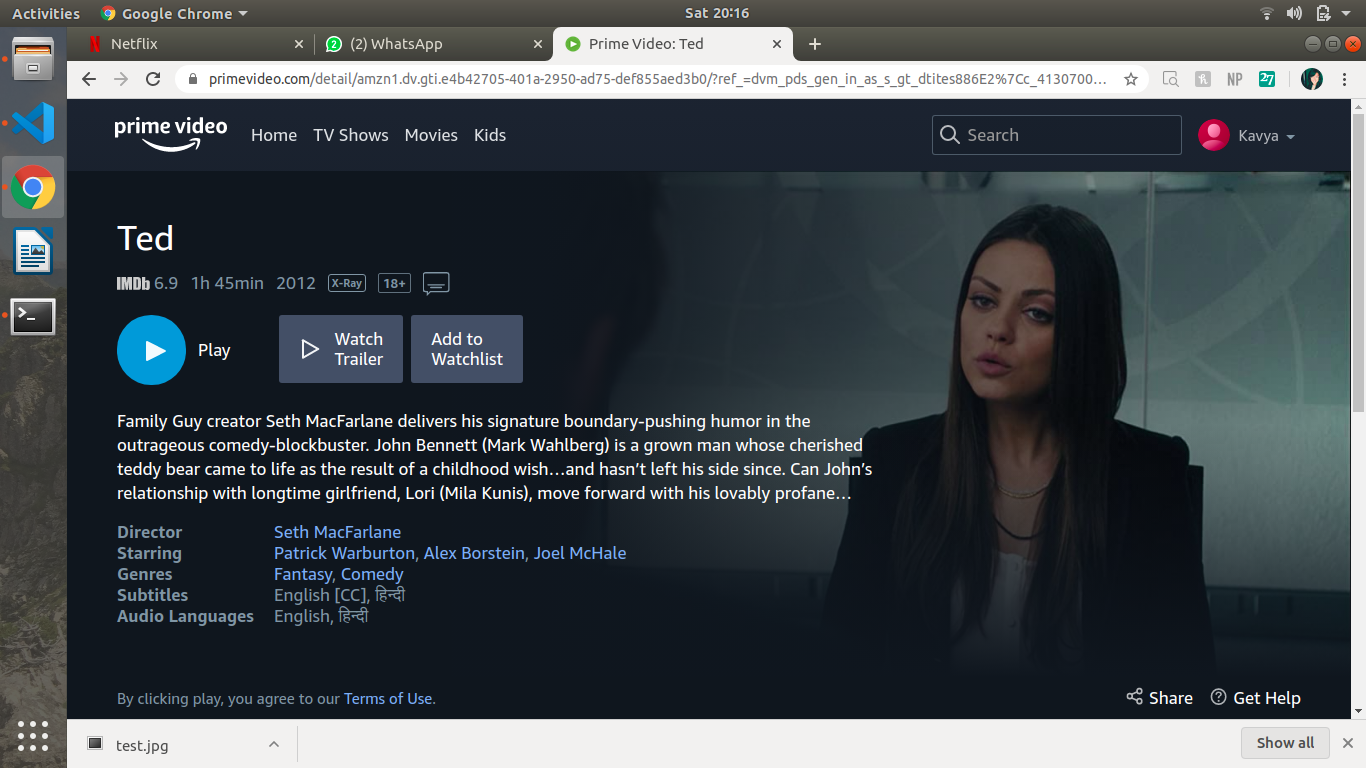 Activities Google Chrome Sat 20:16
Netflix (2) WhatsApp Prime Video: Ted
primevideo.com/detail/amzn1.dv.gti.e4b42705-401a-2950-ad75-def855aed3b0/?ref_=dvm_pds_gen_in_as_s_gt_dtites886E2%7Cc_4130700... NP 27
prime video Home TV Shows Movies Kids Search Kavya
Ted
IMDb 6.9 1h 45min 2012 X-Ray 18+
Play Watch Trailer Add to Watchlist
Family Guy creator Seth MacFarlane delivers his signature boundary-pushing humor in the
outrageous comedy-blockbuster. John Bennett (Mark Wahlberg) is a grown man whose cherished
teddy bear came to life as the result of a childhood wish…and hasn’t left his side since. Can John’s
relationship with longtime girlfriend, Lori (Mila Kunis), move forward with his lovably profane…
Director Seth MacFarlane
Starring Patrick Warburton, Alex Borstein, Joel McHale
Genres Fantasy, Comedy
Subtitles English [CC], हिन्दी
Audio Languages English, हिन्दी
By clicking play, you agree to our Terms of Use. Share Get Help
test.jpg Show all